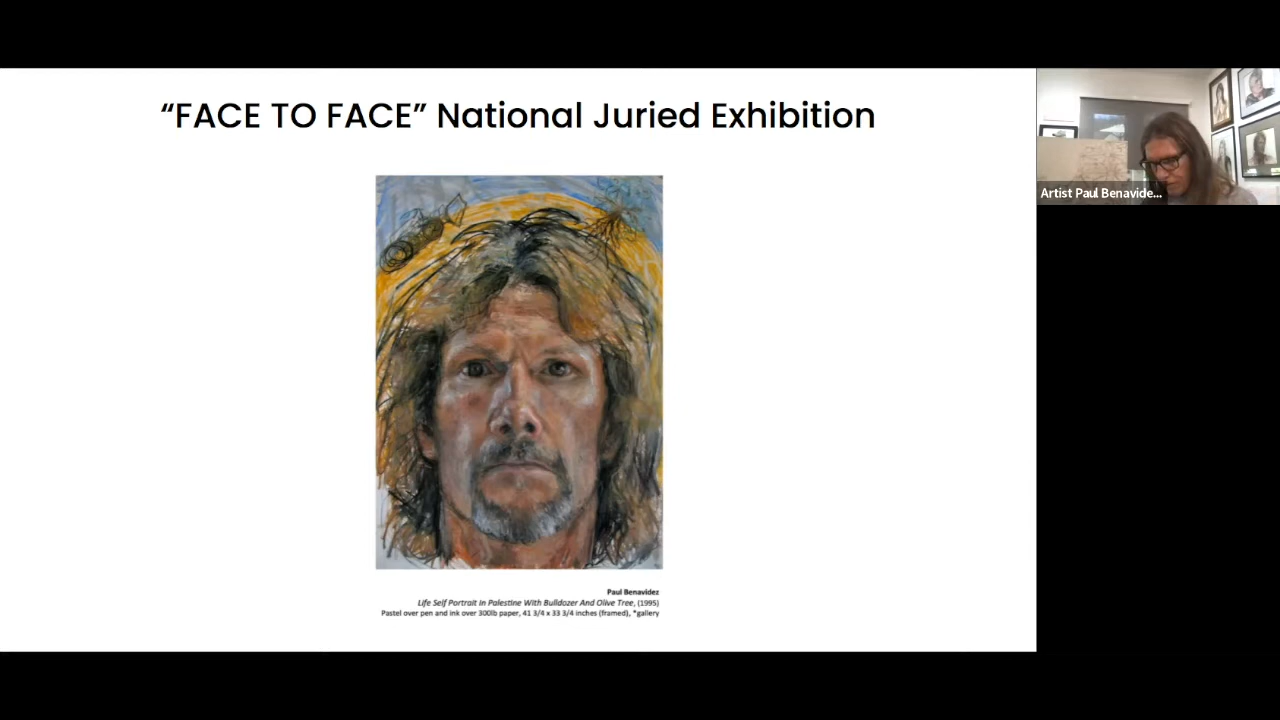 “FACE TO FACE” National Juried Exhibition
Artist Paul Benavide...
Paul Benavidez
Life Self Portrait In Palestine With Bulldozer And Olive Tree, (1995)
Pastel over pen and ink over 300lb paper, 41 3/4 x 33 3/4 inches (framed), *gallery